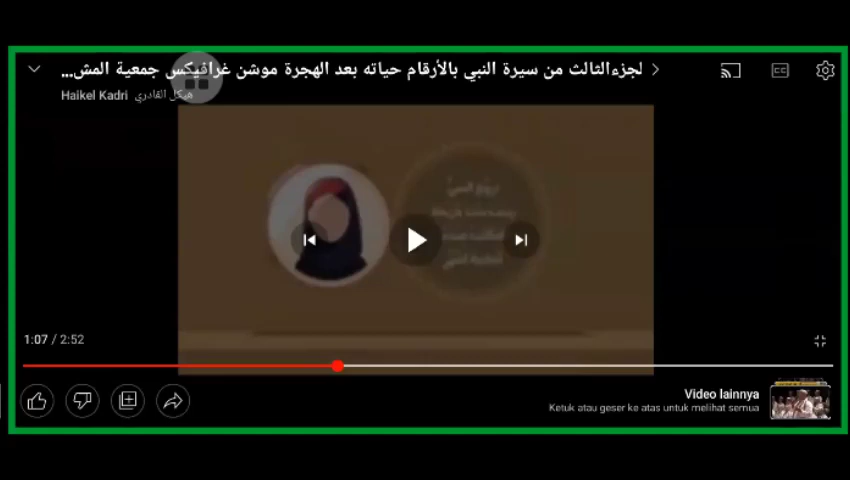 لجزءالثالث من سيرة النبي بالأرقام حياته بعد الهجرة موشن غرافيكس جمعية المش...
Haikel Kadri هيكل القادري
CC
1:07 / 2:52
Video lainnya
Ketuk atau geser ke atas untuk melihat semua